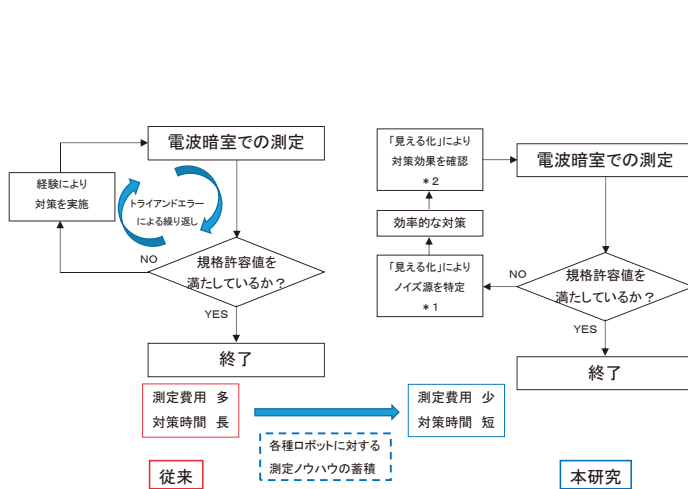 電波暗室での測定
経験により
対策を実施
トライアンドエラー
による繰り返し
NO
規格許容値を
満たしているか？
YES
終了
測定費用 多
対策時間 長
従来
「見える化」により
対策効果を確認
＊2
効率的な対策
「見える化」により
ノイズ源を特定
＊1
電波暗室での測定
NO
規格許容値を
満たしているか？
YES
終了
測定費用 少
対策時間 短
各種ロボットに対する
測定ノウハウの蓄積
本研究